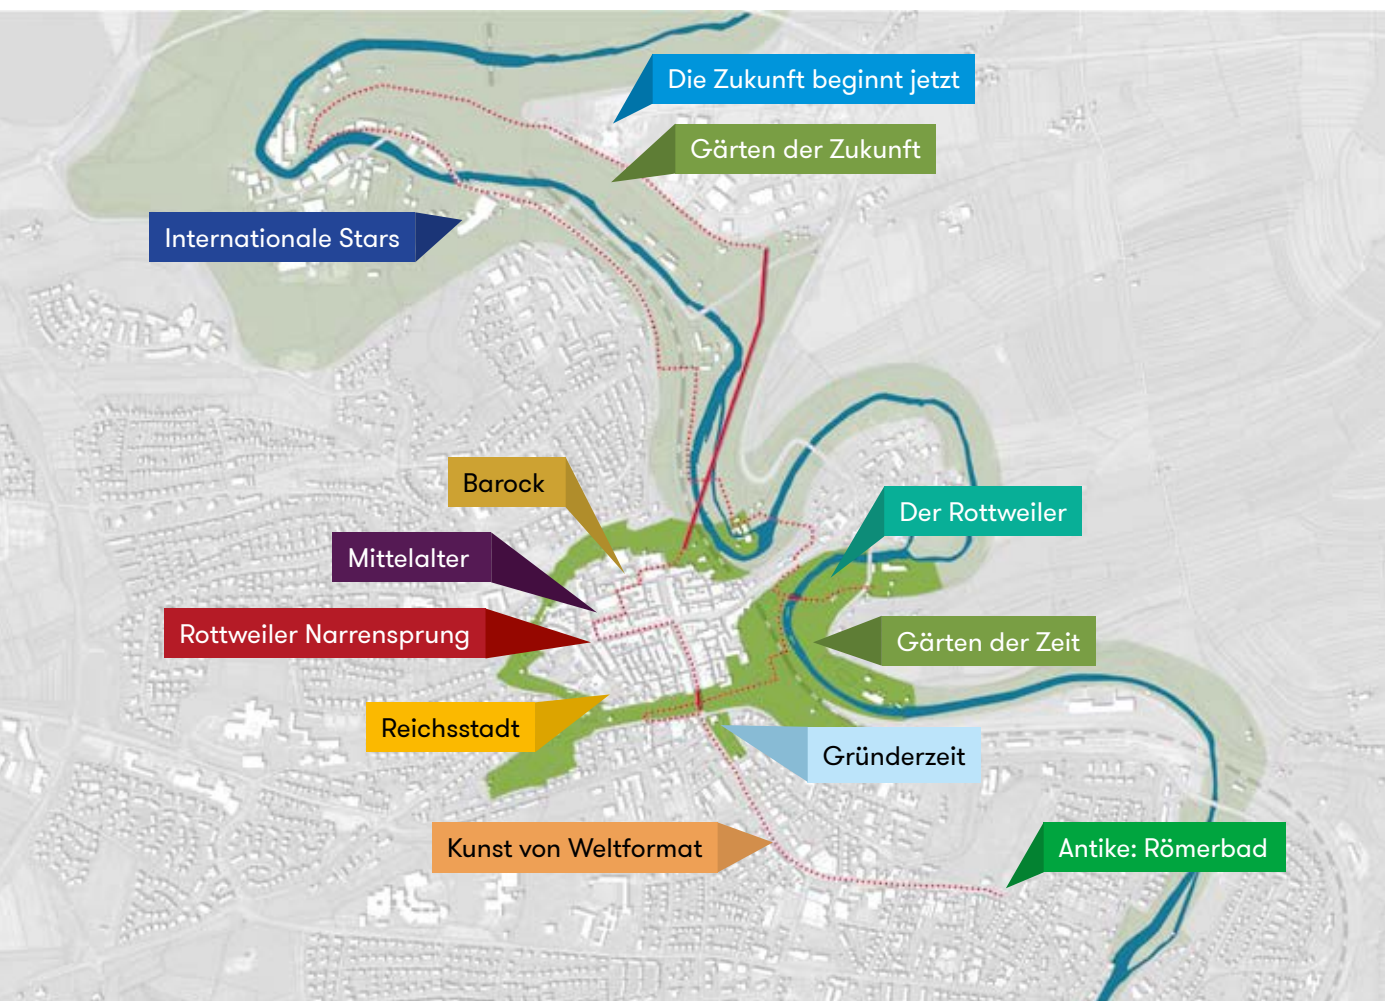 Die Zukunft beginnt jetzt
Gärten der Zukunft
Internationale Stars
Barock
Der Rottweiler
Mittelalter
Rottweiler Narrensprung
Gärten der Zeit
Reichsstadt
Gründerzeit
Kunst von Weltformat
Antike: Römerbad